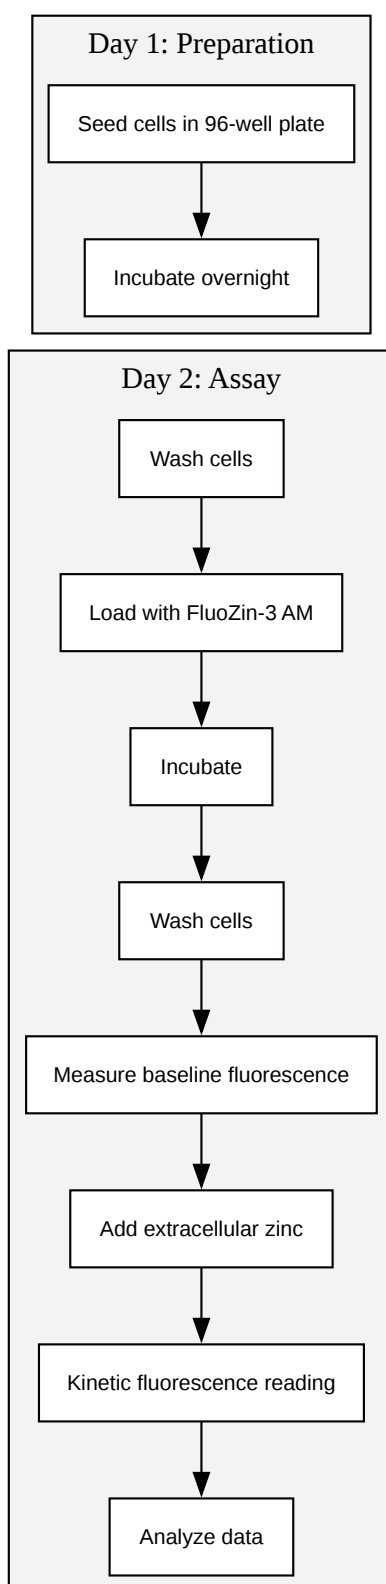 Day 1: Preparation
Seed cells in 96-well plate
Incubate overnight
Day 2: Assay
Wash cells
Load with FluoZin-3 AM
Incubate
Wash cells
Measure baseline fluorescence
Add extracellular zinc
Kinetic fluorescence reading
Analyze data